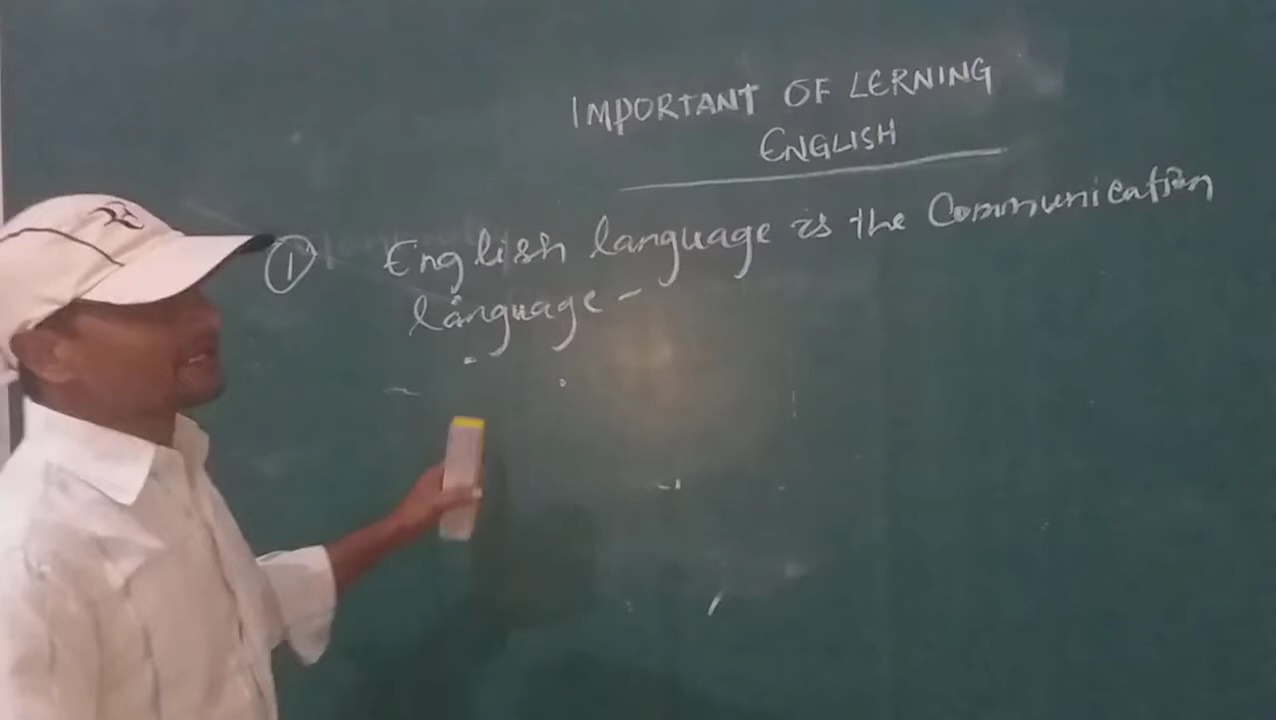 IMPORTANT OF LERNING
ENGLISH
① English language is the Communication
language -